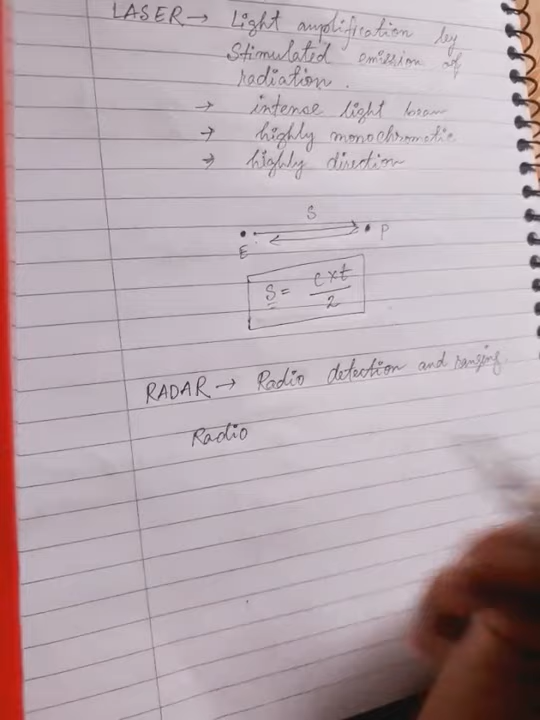 LASER → Light amplification by
stimulated emission of
radiation.
→ intense light beam
→ highly monochromatic
→ highly direction
S
E P
S = c×t/2
RADAR → Radio detection and ranging.
Radio